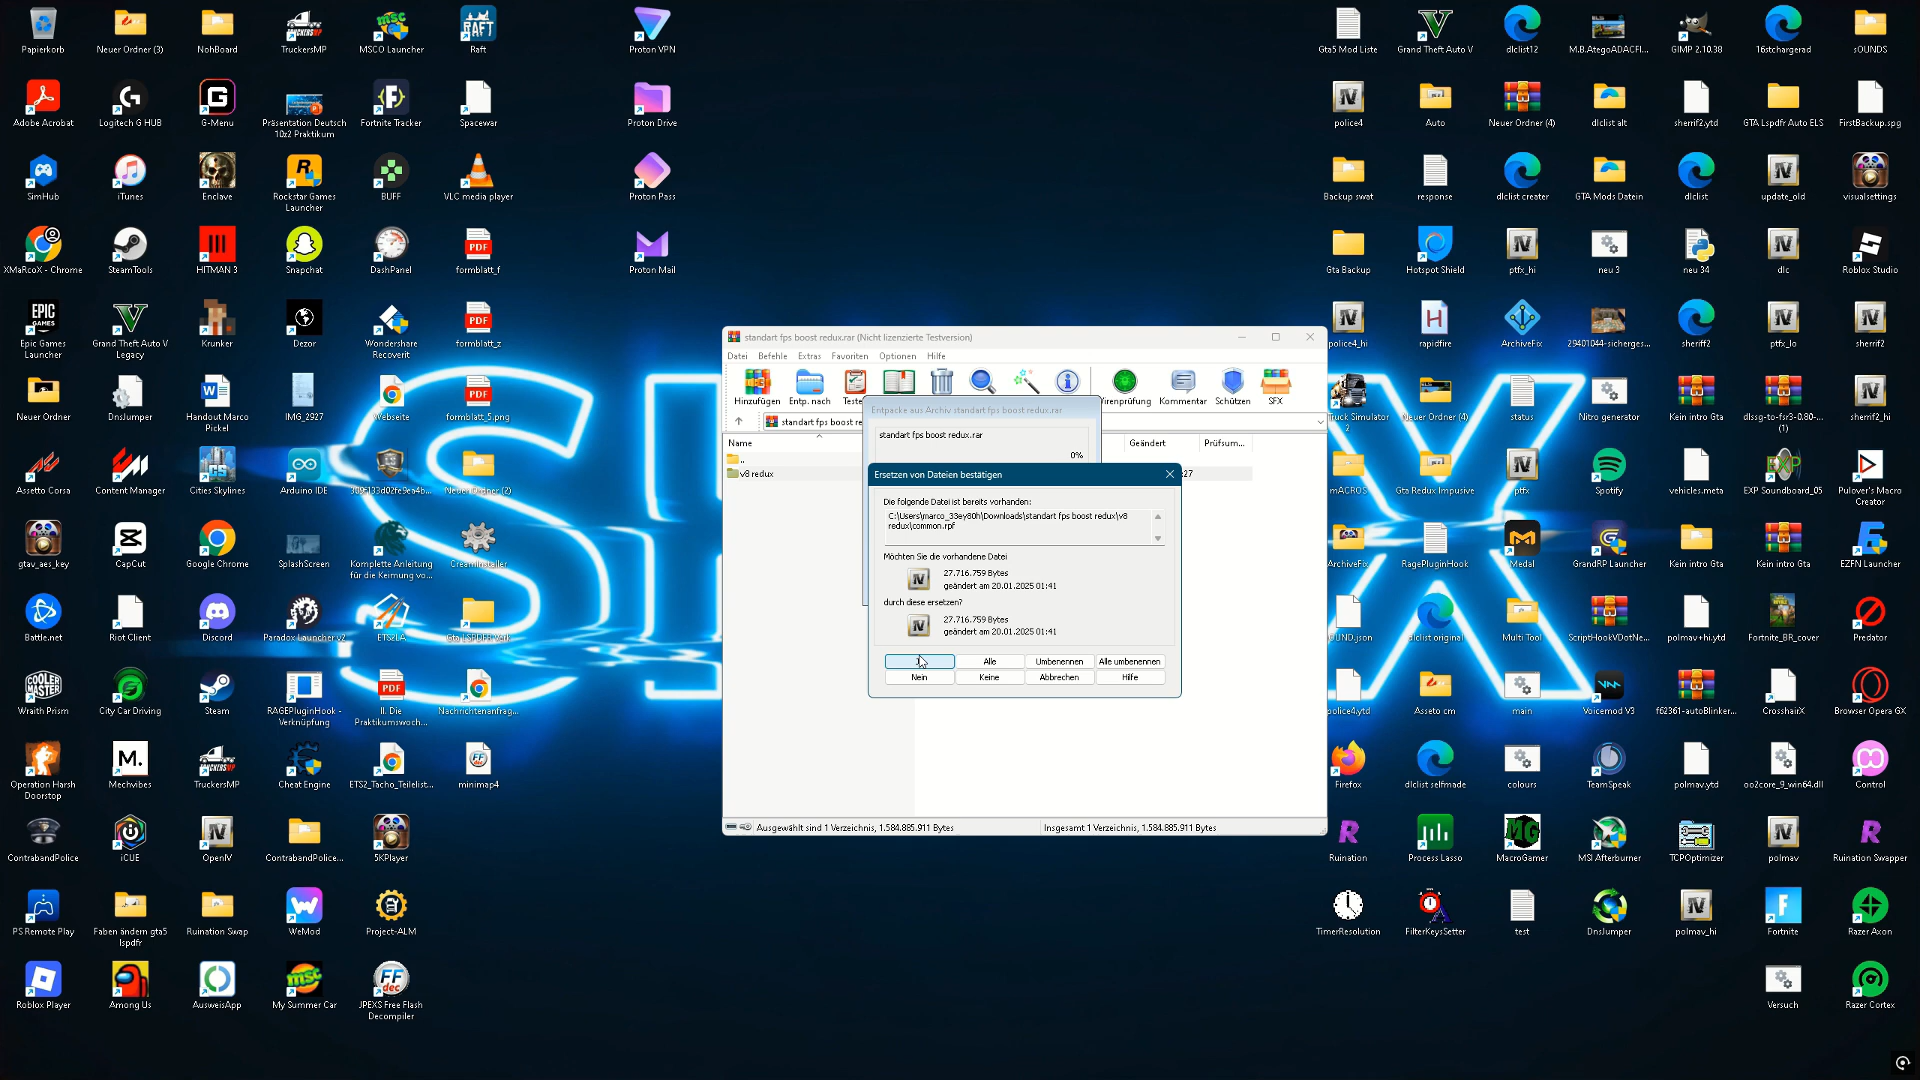 Papierkorb
Neuer Ordner (3)
NohBoard
TruckersMP
MSCO Launcher
Raft
Proton VPN
Gta5 Mod Liste
Grand Theft Auto V
dlclist12
M.B.AtegoADACFl...
GIMP 2.10.38
16stchargerad
sOUNDS
Adobe Acrobat
Logitech G HUB
G-Menu
Präsentation Deutsch
10x2 Praktikum
Fortnite Tracker
Spacewar
Proton Drive
police4
Auto
Neuer Ordner (4)
dlclist alt
sherrif2.ytd
GTA Lspdfr Auto ELS
FirstBackup.spg
SimHub
iTunes
Enclave
Rockstar Games
Launcher
BUFF
VLC media player
Proton Pass
Backup swat
response
dlclist creater
GTA Mods Datein
dlclist
update_old
visualsettings
XMaRcoX - Chrome
SteamTools
HITMAN 3
Snapchat
DashPanel
formblatt_f
Proton Mail
Gta Backup
Hotspot Shield
ptfx_hi
neu 3
neu 34
dlc
Roblox Studio
Epic Games
Launcher
Grand Theft Auto V
Legacy
Krunker
Dezor
Wondershare
Recoverit
formblatt_z
police4_hi
rapidfire
ArchiveFix
29401044-sicherges...
sheriff2
ptfx_lo
sherrif2
Neuer Ordner
DnsJumper
Handout Marco
Pickel
IMG_2927
Webseite
formblatt_5.png
Truck Simulator
2
Neuer Ordner (4)
status
Nitro generator
Kein intro Gta
dlssg-to-fsr3-0.80-...
(1)
sherrif2_hi
Assetto Corsa
Content Manager
Cities Skylines
Arduino IDE
309f133d02fe9ea4b...
Neuer Ordner (2)
mACROS
Gta Redux Impusive
ptfx
Spotify
vehicles.meta
EXP Soundboard_05
Pulover's Macro
Creator
gtav_aes_key
CapCut
Google Chrome
SplashScreen
Komplette Anleitung
für die Keimung vo...
CreamInstaller
ArchiveFix
RagePluginHook
Medal
GrandRP Launcher
Kein intro Gta
Kein intro Gta
EZFN Launcher
Battle.net
Riot Client
Discord
Paradox Launcher v2
ETS2LA
Gta LSPDFR Verk
OUND.json
dlclist original
Multi Tool
ScriptHookVDotNe...
polmav+hi.ytd
Fortnite_BR_cover
Predator
Wraith Prism
City Car Driving
Steam
RAGEPluginHook -
Verknüpfung
II. Die
Praktikumswoch...
Nachrichtenanfrag...
police4.ytd
Asseto cm
main
Voicemod V3
f62361-autoBlinker...
CrosshairX
Browser Opera GX
Operation Harsh
Doorstop
Mechvibes
TruckersMP
Cheat Engine
ETS2_Tacho_Teilelist...
minimap4
Firefox
dlclist selfmade
colours
TeamSpeak
polmav.ytd
oo2core_9_win64.dll
Control
ContrabandPolice
iCUE
OpenIV
ContrabandPolice...
5KPlayer
Ruination
Process Lasso
MacroGamer
MSI Afterburner
TCPOptimizer
polmav
Ruination Swapper
PS Remote Play
Faben ändern gta5
lspdfr
Ruination Swap
WeMod
Project-ALM
TimerResolution
FilterKeysSetter
test
DnsJumper
polmav_hi
Fortnite
Razer Axon
Roblox Player
Among Us
AusweisApp
My Summer Car
JPEXS Free Flash
Decompiler
Versuch
Razer Cortex
standart fps boost redux.rar (Nicht lizenzierte Testversion)
Datei Befehle Extras Favoriten Optionen Hilfe
Hinzufügen Entp. nach Teste irenprüfung Kommentar Schützen SFX
standart fps boost re
Name Geändert Prüfsum...
..
v8 redux :27
Entpacke aus Archiv standart fps boost redux.rar
standart fps boost redux.rar
0%
Ersetzen von Dateien bestätigen
Die folgende Datei ist bereits vorhanden:
C:\Users\marco_33ey80h\Downloads\standart fps boost redux\v8
redux\common.rpf
Möchten Sie die vorhandene Datei
27.716.759 Bytes
geändert am 20.01.2025 01:41
durch diese ersetzen?
27.716.759 Bytes
geändert am 20.01.2025 01:41
Alle Umbenennen Alle umbenennen
Nein Keine Abbrechen Hilfe
Ausgewählt sind 1 Verzeichnis, 1.584.885.911 Bytes Insgesamt 1 Verzeichnis, 1.584.885.911 Bytes